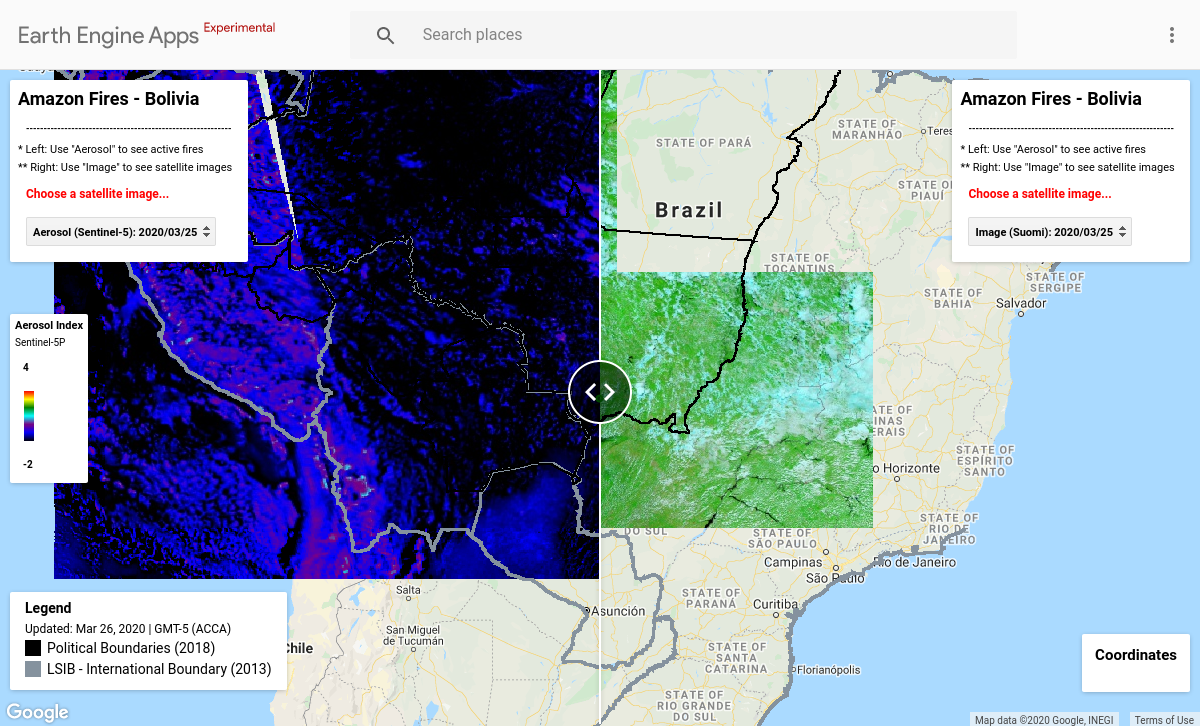 Earth Engine Apps Experimental
Search places
Amazon Fires - Bolivia
------------------------------------------------------------
* Left: Use "Aerosol" to see active fires
** Right: Use "Image" to see satellite images
Choose a satellite image...
Aerosol (Sentinel-5): 2020/03/25
Amazon Fires - Bolivia
------------------------------------------------------------
* Left: Use "Aerosol" to see active fires
** Right: Use "Image" to see satellite images
Choose a satellite image...
Image (Suomi): 2020/03/25
STATE OF
MARANHÃO
STATE OF PARÁ
Brazil
STATE OF
TOCANTINS
STATE OF
SERGIPE
STATE OF
BAHIA
Salvador
Aerosol Index
Sentinel-5P
4
-2
o Horizonte
STATE OF
ESPÍRITO
SANTO
STATE OF
RIO DE
JANEIRO
DO SUL
STATE OF
SÃO PAULO
Campinas
Rio de Janeiro
São Paulo
Salta
STATE OF
PARANÁ
Asunción
Curitiba
San Miguel
de Tucumán
Chile
STATE OF
SANTA
CATARINA
Florianópolis
STATE OF
RIO GRANDE
DO SUL
Legend
Updated: Mar 26, 2020 | GMT-5 (ACCA)
Political Boundaries (2018)
LSIB - International Boundary (2013)
Coordinates
Google
Map data ©2020 Google, INEGI
Terms of Use